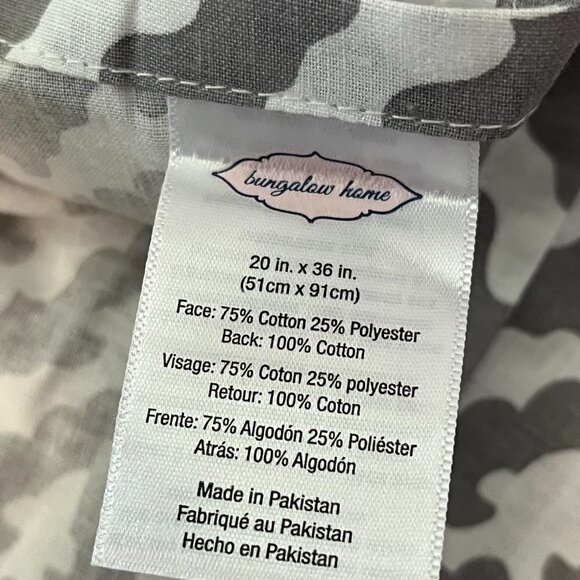 bungalow home
20 in. x 36 in.
(51cm x 91cm)
Face: 75% Cotton 25% Polyester
Back: 100% Cotton
Visage: 75% Coton 25% polyester
Retour: 100% Coton
Frente: 75% Algodón 25% Poliéster
Atrás: 100% Algodón
Made in Pakistan
Fabriqué au Pakistan
Hecho en Pakistan